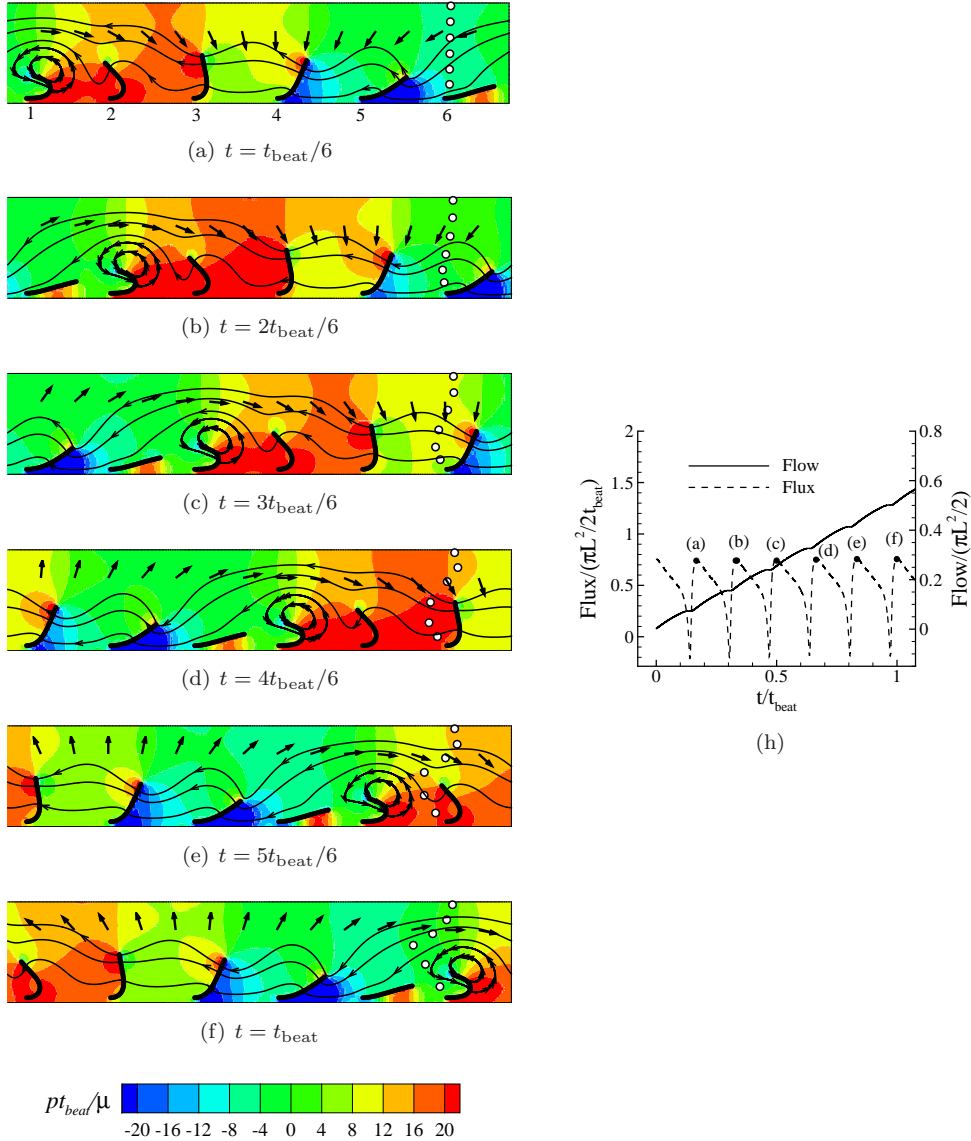 1 2 3 4 5 6
(a) t = t_beat/6
(b) t = 2t_beat/6
(c) t = 3t_beat/6
(d) t = 4t_beat/6
(e) t = 5t_beat/6
(f) t = t_beat
pt_beat/μ
-20 -16 -12 -8 -4 0 4 8 12 16 20
Flux/(πL²/2t_beat)
2
1.5
1
0.5
0
Flow
Flux
(a) (b) (c) (d) (e) (f)
0.8
0.6
0.4
0.2
0
Flow/(πL²/2)
0 0.5 1
t/t_beat
(h)